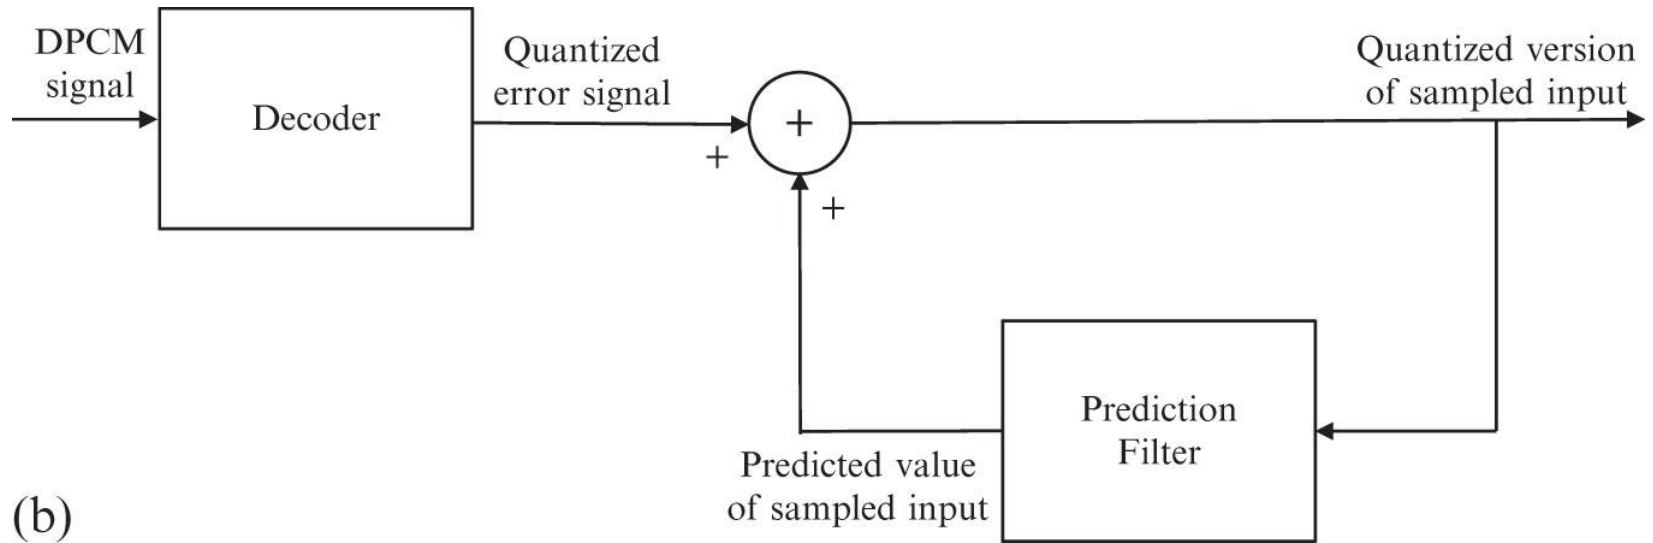 DPCM
signal
Decoder
Quantized
error signal
+
+
+
Quantized version
of sampled input
Prediction
Filter
Predicted value
of sampled input
(b)